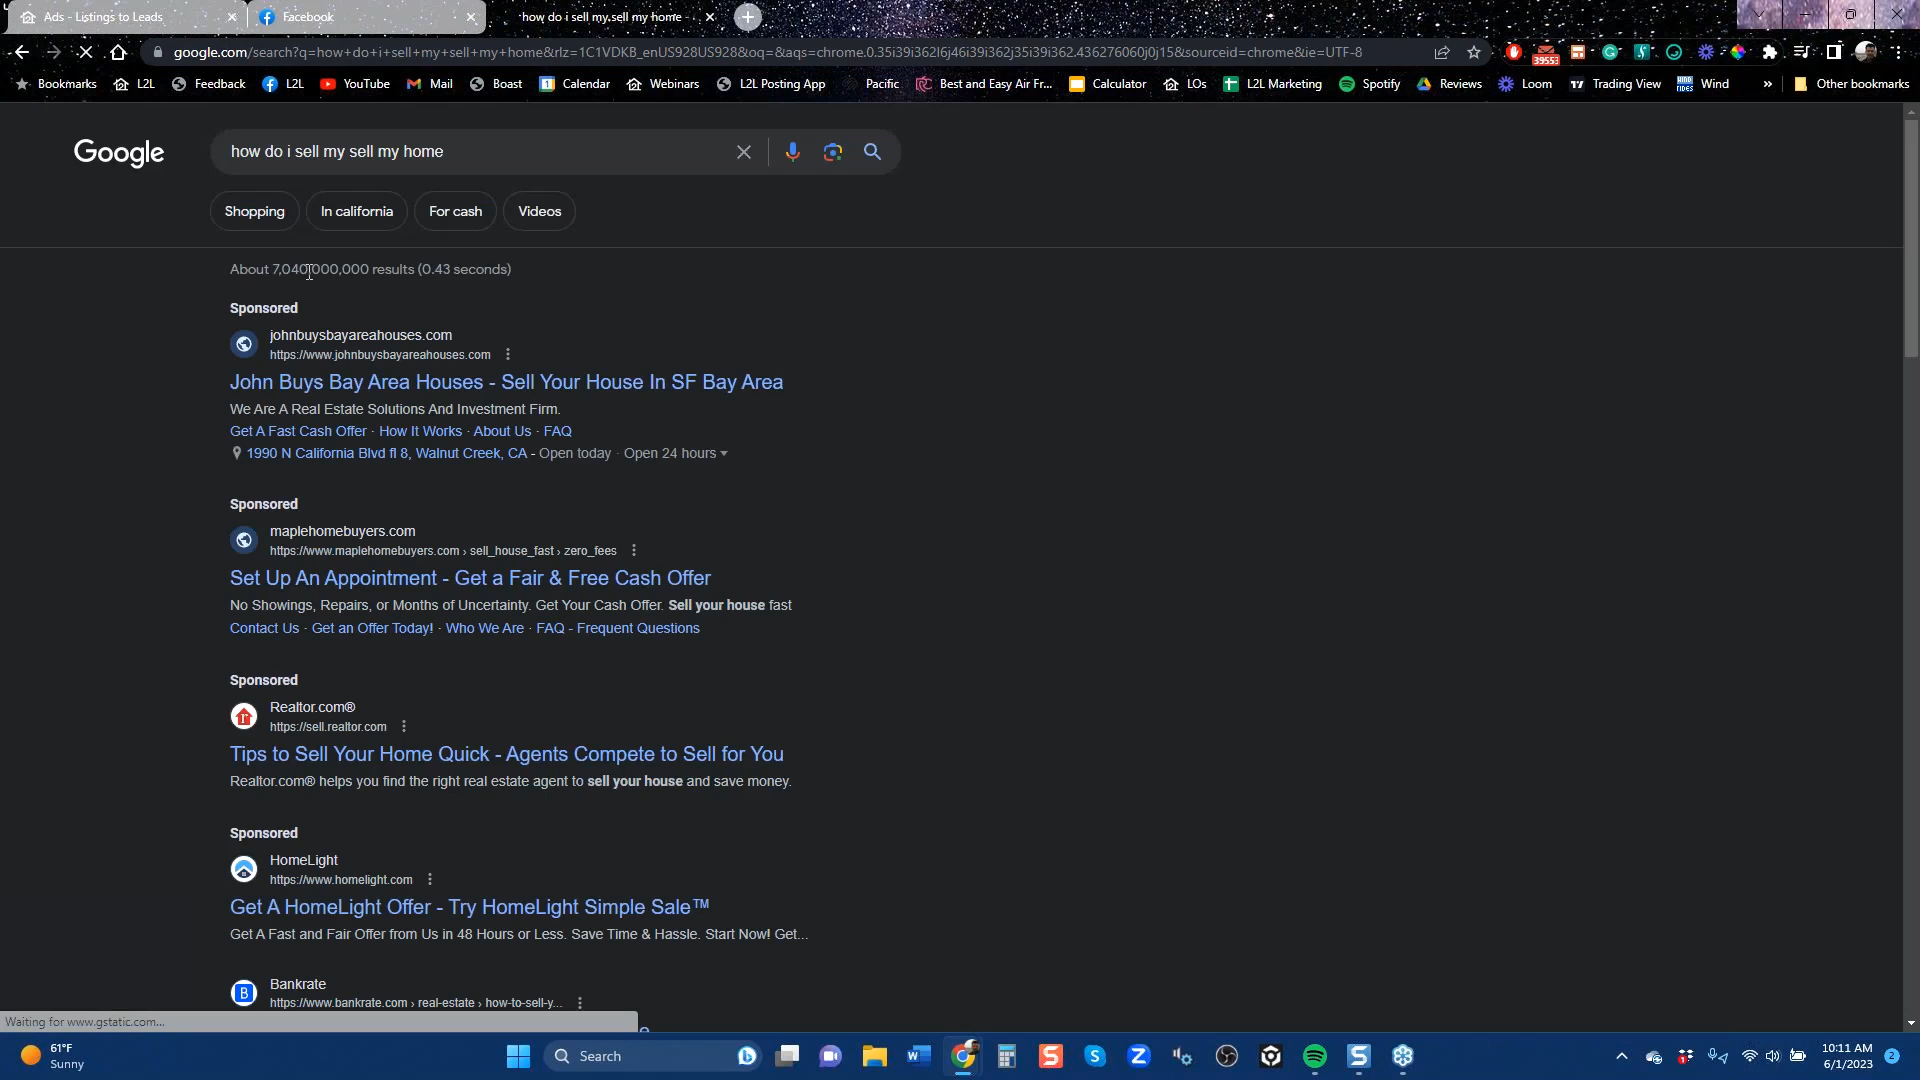 Ads - Listings to Leads
Facebook
how do i sell my sell my home -
google.com/search?q=how+do+i+sell+my+sell+my+home&rlz=1C1VDKB_enUS928US928&oq=&aqs=chrome.0.35i39i362l6j46i39i362j35i39i362.436276060j0j15&sourceid=chrome&ie=UTF-8
39553
Bookmarks L2L Feedback L2L YouTube Mail Boast Calendar Webinars L2L Posting App Pacific Best and Easy Air Fr... Calculator LOs L2L Marketing Spotify Reviews Loom Trading View Wind » Other bookmarks
Google
how do i sell my sell my home
Shopping In california For cash Videos
About 7,040,000,000 results (0.43 seconds)
Sponsored
johnbuysbayareahouses.com
https://www.johnbuysbayareahouses.com
John Buys Bay Area Houses - Sell Your House In SF Bay Area
We Are A Real Estate Solutions And Investment Firm.
Get A Fast Cash Offer · How It Works · About Us · FAQ
1990 N California Blvd fl 8, Walnut Creek, CA - Open today · Open 24 hours
Sponsored
maplehomebuyers.com
https://www.maplehomebuyers.com › sell_house_fast › zero_fees
Set Up An Appointment - Get a Fair & Free Cash Offer
No Showings, Repairs, or Months of Uncertainty. Get Your Cash Offer. Sell your house fast
Contact Us · Get an Offer Today! · Who We Are · FAQ - Frequent Questions
Sponsored
Realtor.com®
https://sell.realtor.com
Tips to Sell Your Home Quick - Agents Compete to Sell for You
Realtor.com® helps you find the right real estate agent to sell your house and save money.
Sponsored
HomeLight
https://www.homelight.com
Get A HomeLight Offer - Try HomeLight Simple Sale™
Get A Fast and Fair Offer from Us in 48 Hours or Less. Save Time & Hassle. Start Now! Get...
Bankrate
https://www.bankrate.com › real-estate › how-to-sell-y...
Waiting for www.gstatic.com...
61°F
Sunny
Search
10:11 AM
6/1/2023
2